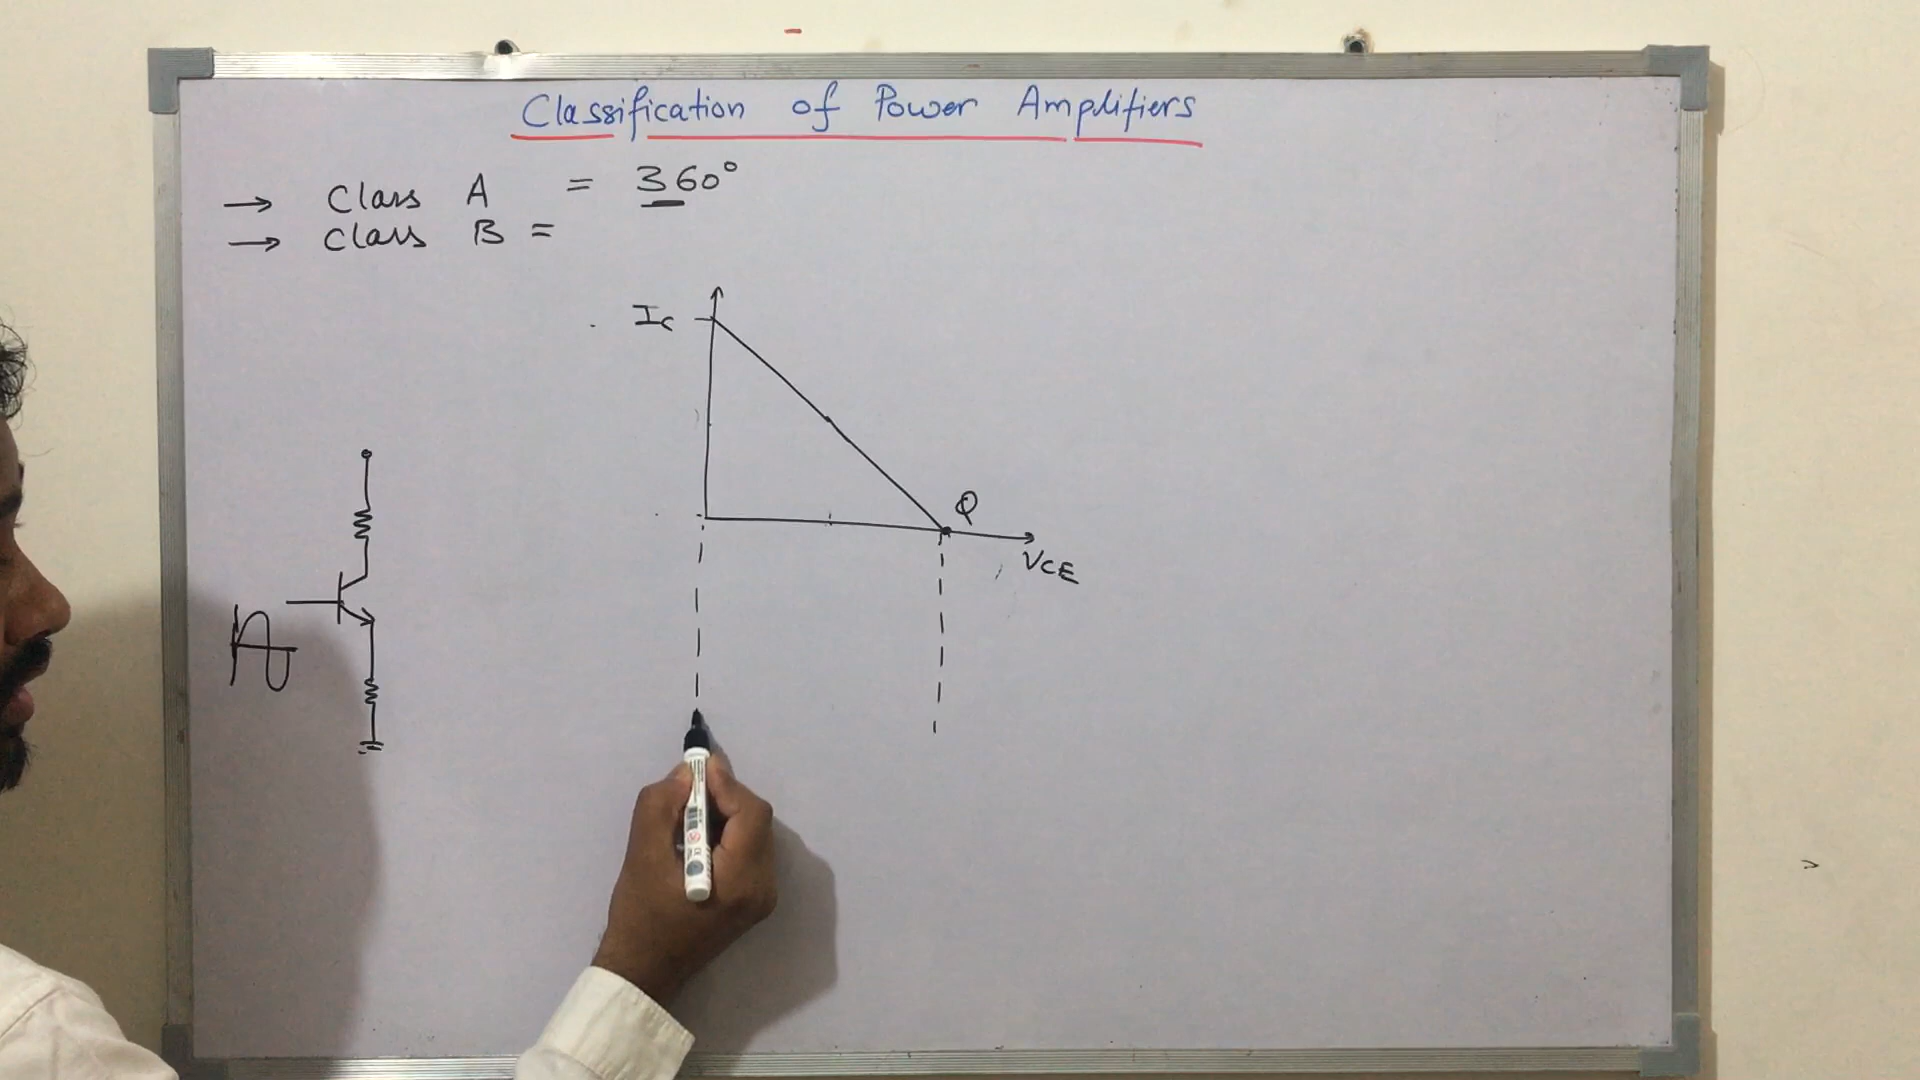 Classification of Power Amplifiers
→ Class A = 360°
→ Class B =
Ic
Q
VCE